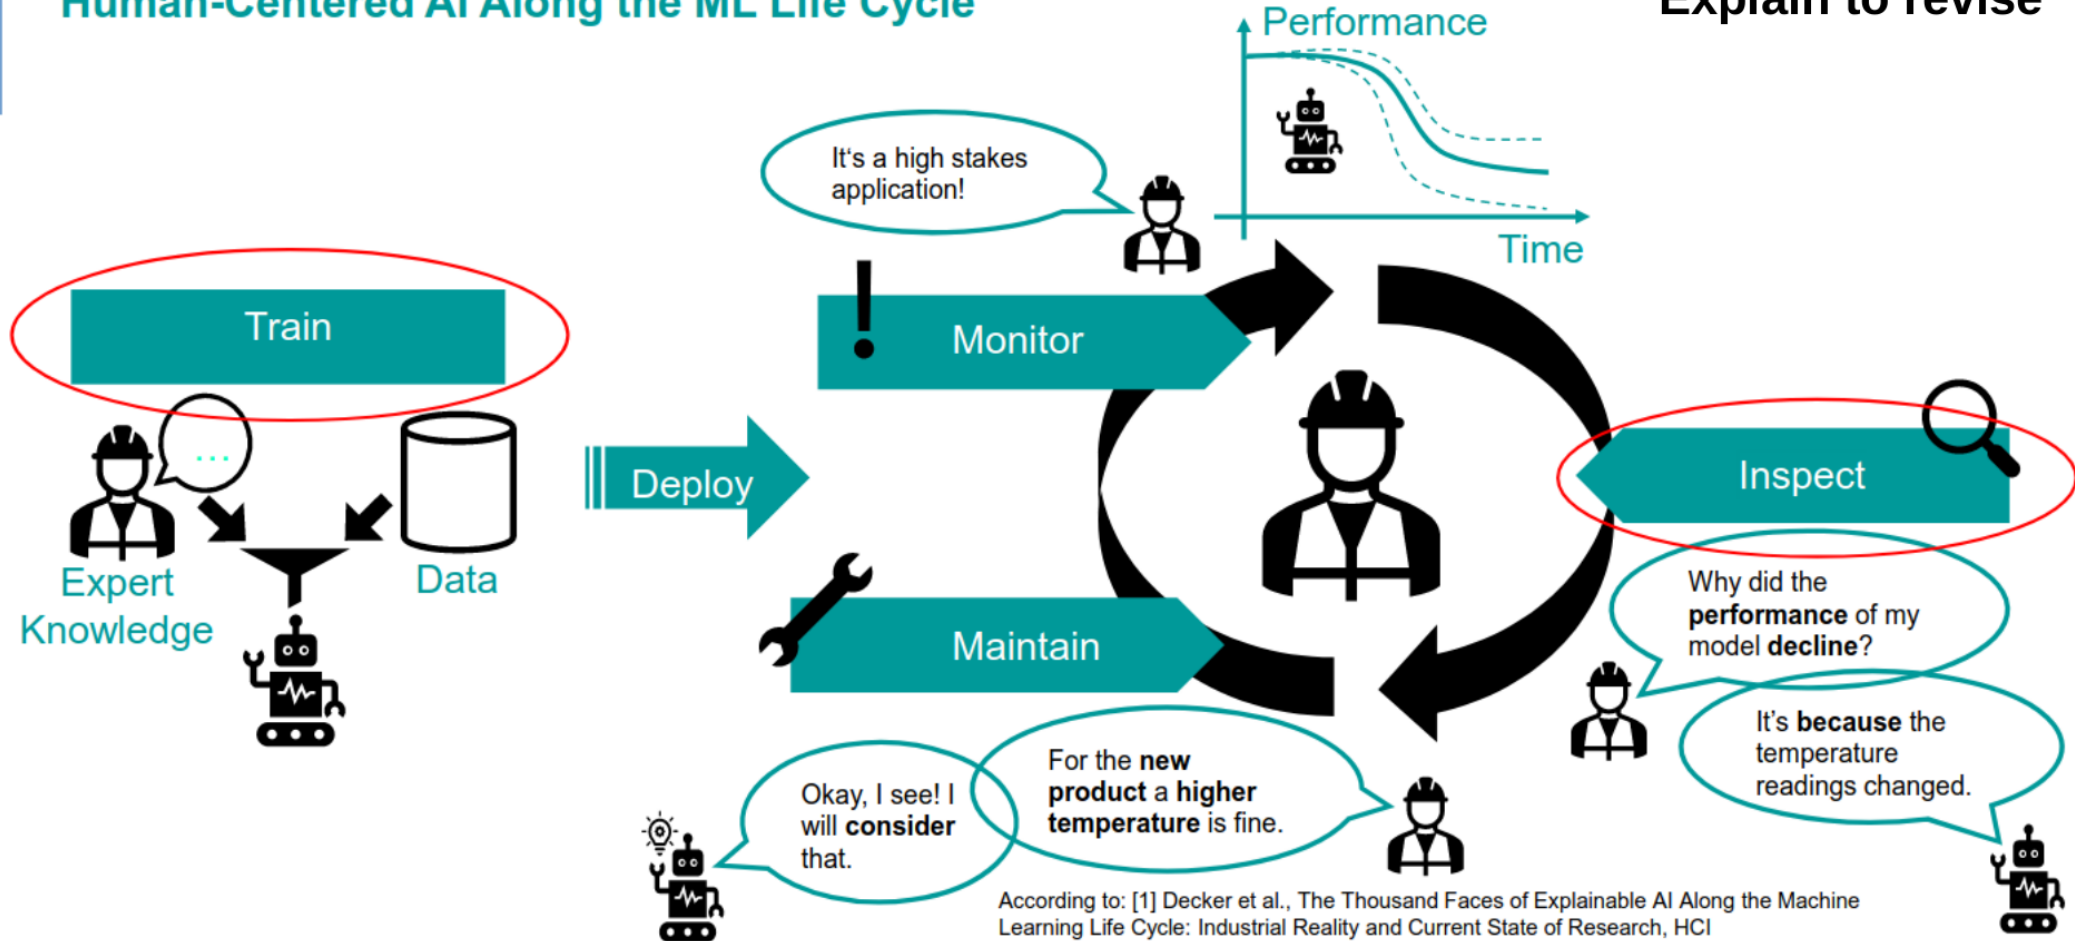 Human-Centered AI Along the ML Life Cycle
Explain to revise
Performance
Time
It‘s a high stakes
application!
Train
Expert
Knowledge
Data
Deploy
Monitor
Inspect
Maintain
Why did the
performance of my
model decline?
It’s because the
temperature
readings changed.
For the new
product a higher
temperature is fine.
Okay, I see! I
will consider
that.
According to: [1] Decker et al., The Thousand Faces of Explainable AI Along the Machine
Learning Life Cycle: Industrial Reality and Current State of Research, HCI